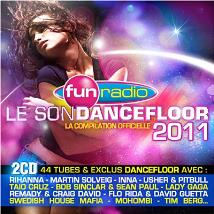 fun radio
LE SON DANCEFLOOR
LA COMPILATION OFFICIELLE
2011
2CD 44 TUBES & EXCLUS DANCEFLOOR AVEC :
RIHANNA - MARTIN SOLVEIG - INNA - USHER & PITBULL
TAIO CRUZ - BOB SINCLAR & SEAN PAUL - LADY GAGA
REMADY & CRAIG DAVID - FLO RIDA & DAVID GUETTA
SWEDISH HOUSE MAFIA - MOHOMBI - TIM BERG...